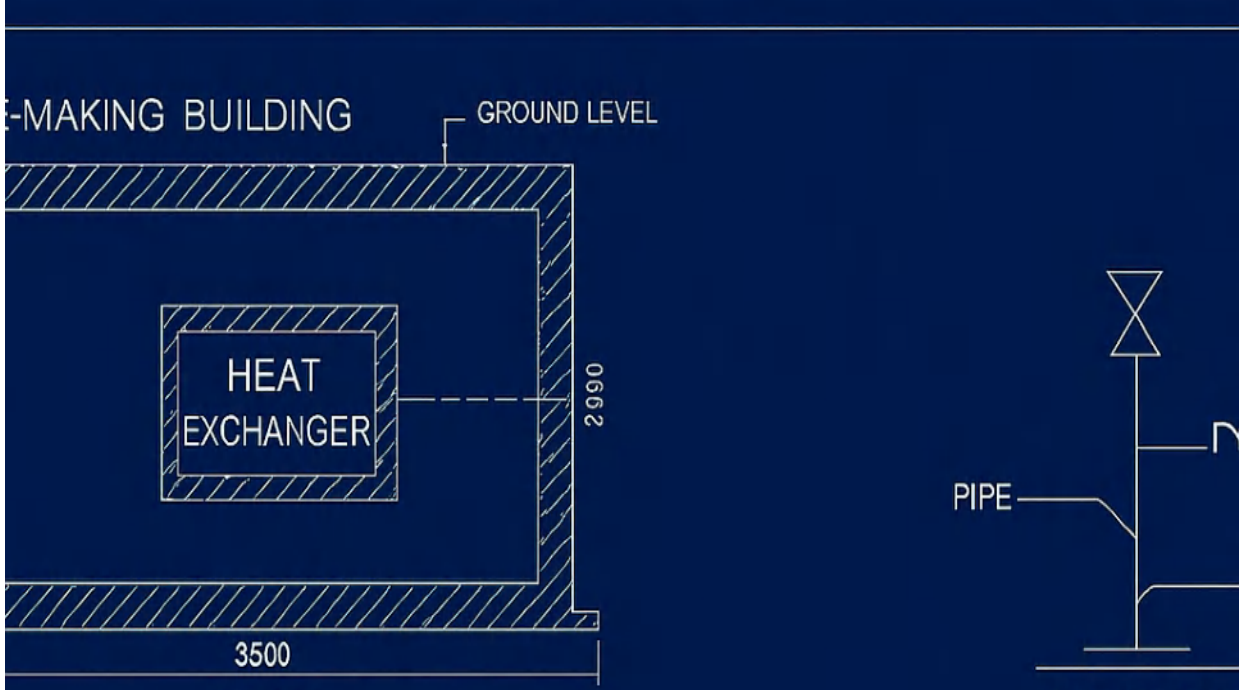 -MAKING BUILDING
GROUND LEVEL
HEAT
EXCHANGER
2990
PIPE
3500